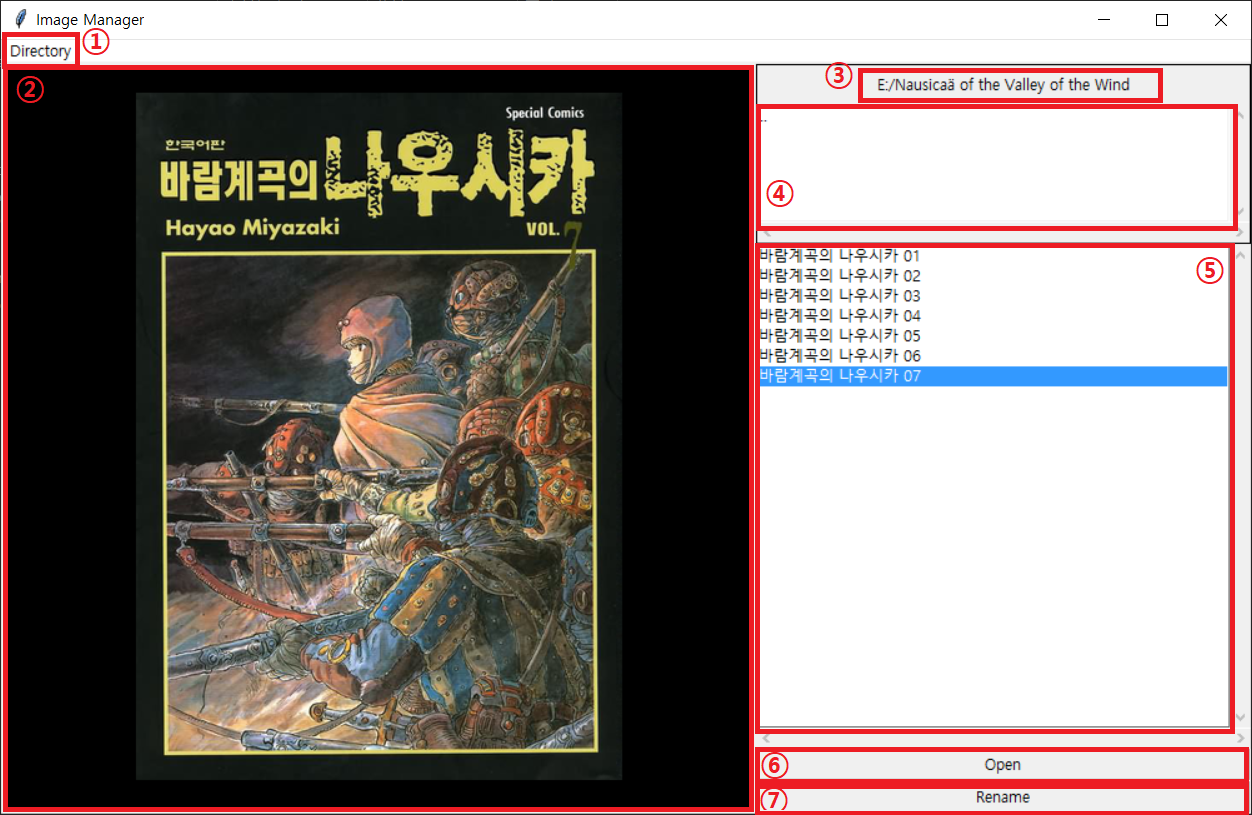 Image Manager
Directory
①
②
Special Comics
한국어판
바람계곡의 나우시카
Hayao Miyazaki
VOL. 7
③
E:/Nausicaä of the Valley of the Wind
..
④
⑤
바람계곡의 나우시카 01
바람계곡의 나우시카 02
바람계곡의 나우시카 03
바람계곡의 나우시카 04
바람계곡의 나우시카 05
바람계곡의 나우시카 06
바람계곡의 나우시카 07
⑥ Open
⑦ Rename